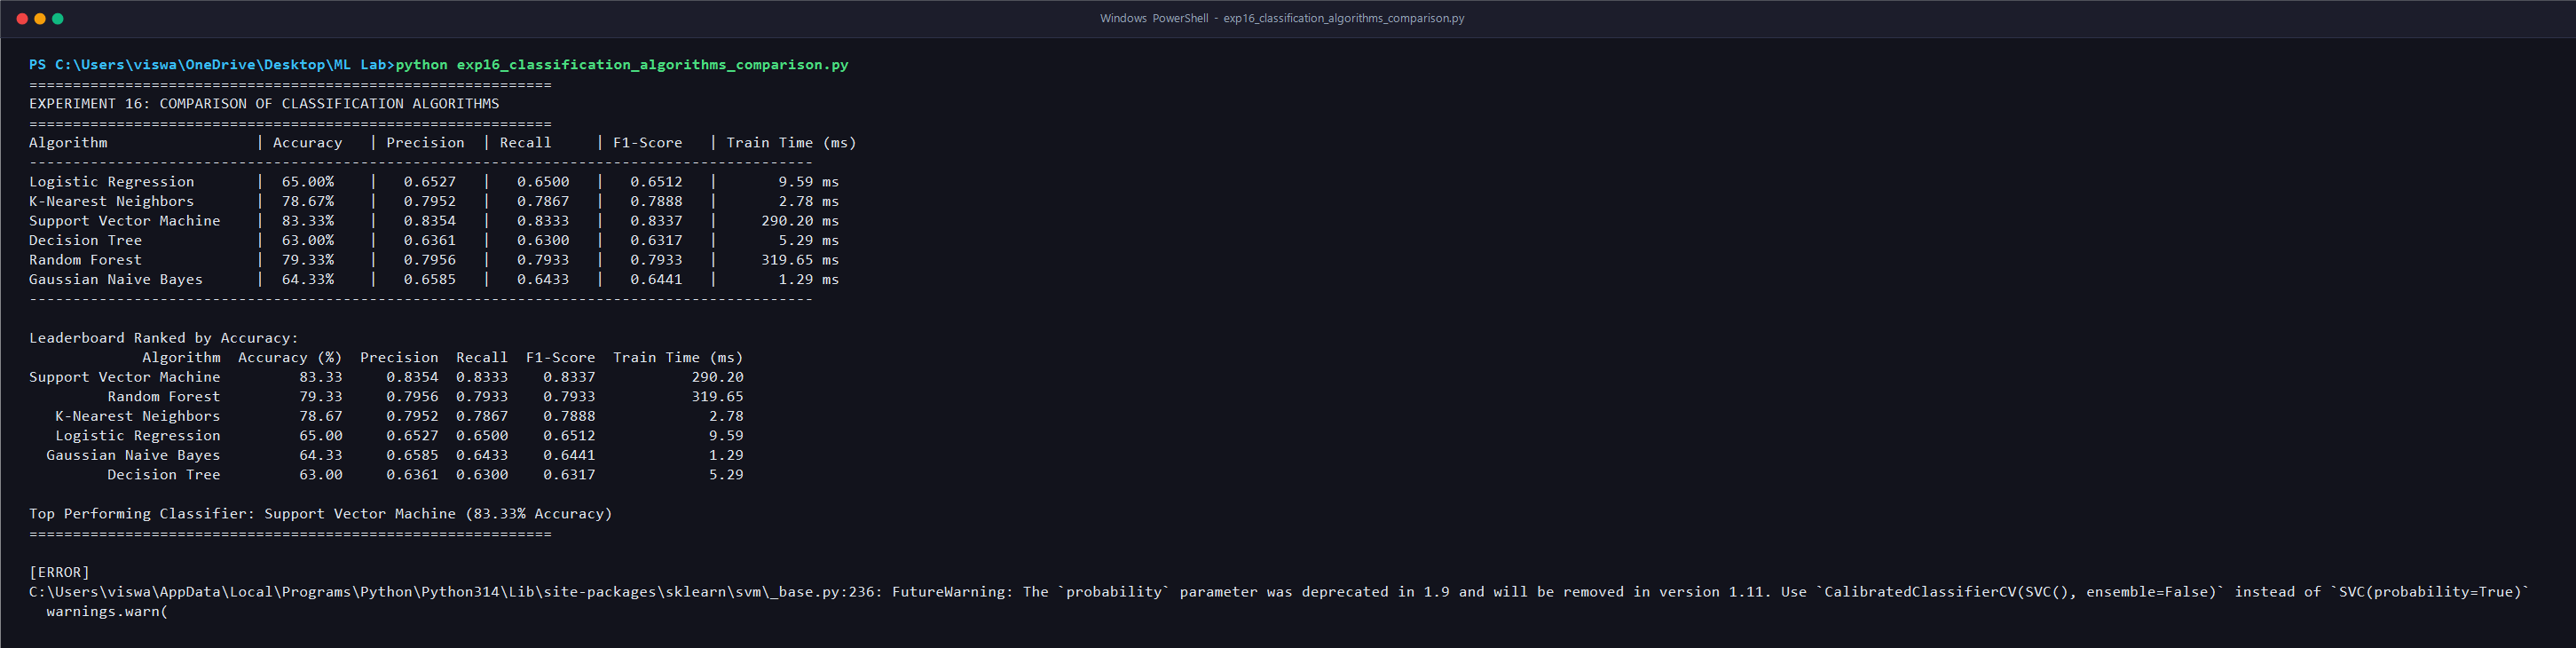 Windows PowerShell - exp16_classification_algorithms_comparison.py
PS C:\Users\viswa\OneDrive\Desktop\ML Lab>python exp16_classification_algorithms_comparison.py
============================================================
EXPERIMENT 16: COMPARISON OF CLASSIFICATION ALGORITHMS
============================================================
Algorithm                 | Accuracy   | Precision  | Recall     | F1-Score   | Train Time (ms)
------------------------------------------------------------------------------------------
Logistic Regression       |  65.00%    |   0.6527   |   0.6500   |   0.6512   |       9.59 ms
K-Nearest Neighbors       |  78.67%    |   0.7952   |   0.7867   |   0.7888   |       2.78 ms
Support Vector Machine    |  83.33%    |   0.8354   |   0.8333   |   0.8337   |     290.20 ms
Decision Tree             |  63.00%    |   0.6361   |   0.6300   |   0.6317   |       5.29 ms
Random Forest             |  79.33%    |   0.7956   |   0.7933   |   0.7933   |     319.65 ms
Gaussian Naive Bayes      |  64.33%    |   0.6585   |   0.6433   |   0.6441   |       1.29 ms
------------------------------------------------------------------------------------------
Leaderboard Ranked by Accuracy:
             Algorithm  Accuracy (%)  Precision  Recall  F1-Score  Train Time (ms)
Support Vector Machine         83.33     0.8354  0.8333    0.8337           290.20
         Random Forest         79.33     0.7956  0.7933    0.7933           319.65
   K-Nearest Neighbors         78.67     0.7952  0.7867    0.7888             2.78
   Logistic Regression         65.00     0.6527  0.6500    0.6512             9.59
  Gaussian Naive Bayes         64.33     0.6585  0.6433    0.6441             1.29
         Decision Tree         63.00     0.6361  0.6300    0.6317             5.29
Top Performing Classifier: Support Vector Machine (83.33% Accuracy)
============================================================
[ERROR]
C:\Users\viswa\AppData\Local\Programs\Python\Python314\Lib\site-packages\sklearn\svm\_base.py:236: FutureWarning: The `probability` parameter was deprecated in 1.9 and will be removed in version 1.11. Use `CalibratedClassifierCV(SVC(), ensemble=False)` instead of `SVC(probability=True)`
  warnings.warn(